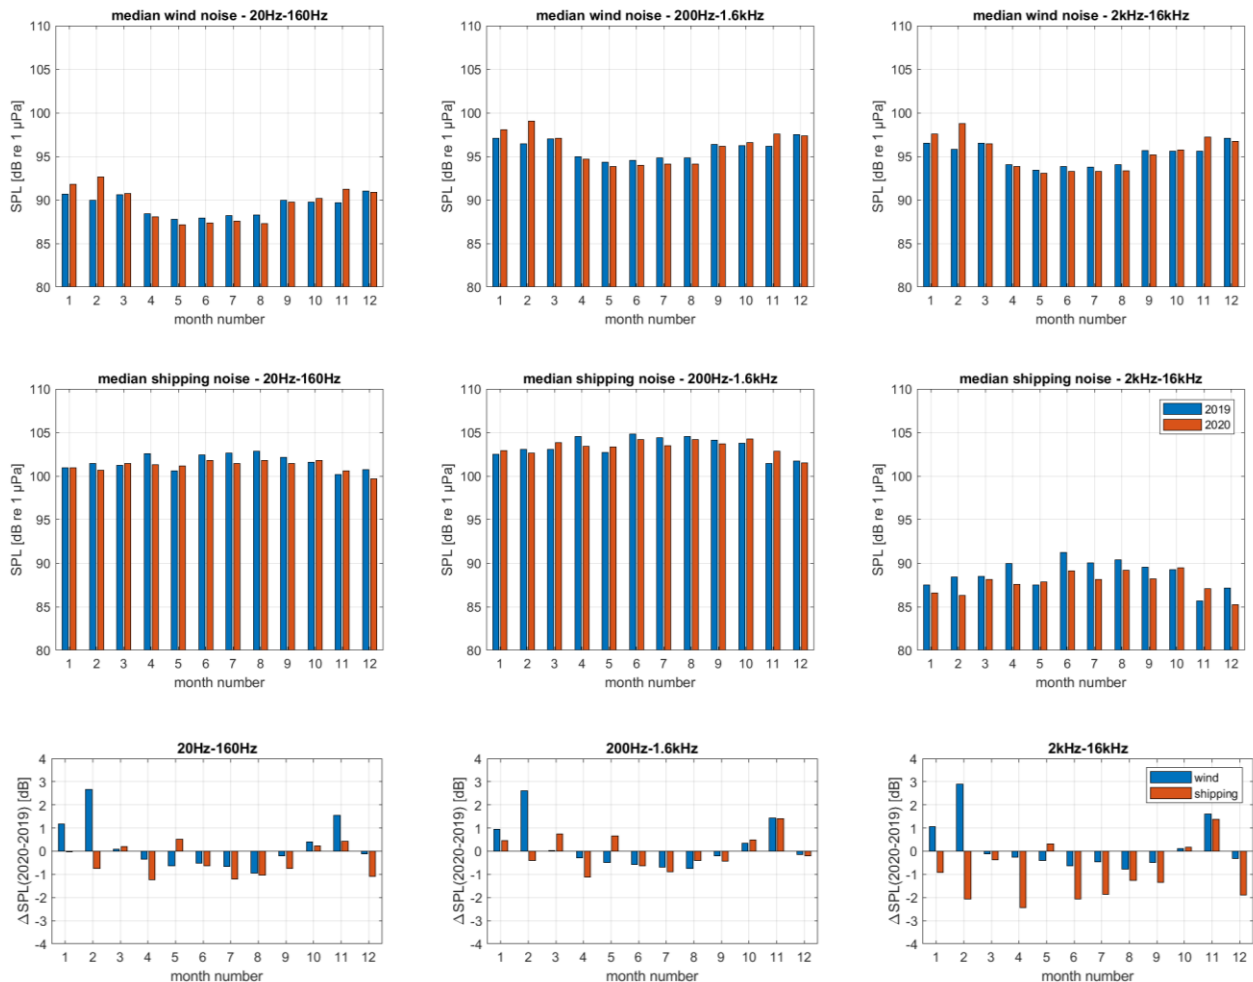 median wind noise - 20Hz-160Hz
110
105
100
95
90
85
80
SPL [dB re 1 μPa]
1 2 3 4 5 6 7 8 9 10 11 12
month number
median wind noise - 200Hz-1.6kHz
110
105
100
95
90
85
80
SPL [dB re 1 μPa]
1 2 3 4 5 6 7 8 9 10 11 12
month number
median wind noise - 2kHz-16kHz
110
105
100
95
90
85
80
SPL [dB re 1 μPa]
1 2 3 4 5 6 7 8 9 10 11 12
month number
median shipping noise - 20Hz-160Hz
110
105
100
95
90
85
80
SPL [dB re 1 μPa]
1 2 3 4 5 6 7 8 9 10 11 12
month number
median shipping noise - 200Hz-1.6kHz
110
105
100
95
90
85
80
SPL [dB re 1 μPa]
1 2 3 4 5 6 7 8 9 10 11 12
month number
median shipping noise - 2kHz-16kHz
110
105
100
95
90
85
80
SPL [dB re 1 μPa]
2019
2020
1 2 3 4 5 6 7 8 9 10 11 12
month number
20Hz-160Hz
4
3
2
1
0
-1
-2
-3
-4
ΔSPL(2020-2019) [dB]
1 2 3 4 5 6 7 8 9 10 11 12
month number
200Hz-1.6kHz
4
3
2
1
0
-1
-2
-3
-4
ΔSPL(2020-2019) [dB]
1 2 3 4 5 6 7 8 9 10 11 12
month number
2kHz-16kHz
4
3
2
1
0
-1
-2
-3
-4
ΔSPL(2020-2019) [dB]
wind
shipping
1 2 3 4 5 6 7 8 9 10 11 12
month number